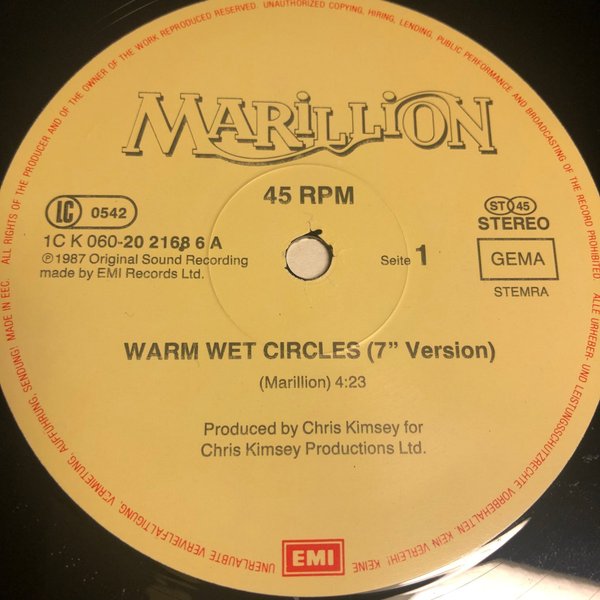 ALL RIGHTS OF THE PRODUCER AND OF THE OWNER OF THE WORK REPRODUCED RESERVED. UNAUTHORIZED COPYING, HIRING, LENDING, PUBLIC PERFORMANCE AND BROADCASTING OF THE RECORD PROHIBITED.
MARILLION
45 RPM
LC 0542
ST 45
STEREO
1C K 060-20 2168 6 A
℗ 1987 Original Sound Recording
made by EMI Records Ltd.
Seite 1
GEMA
STEMRA
WARM WET CIRCLES (7" Version)
(Marillion) 4:23
Produced by Chris Kimsey for
Chris Kimsey Productions Ltd.
EMI
ALLE URHEBER- UND LEISTUNGSSCHUTZRECHTE VORBEHALTEN. KEIN VERLEIH! KEINE UNERLAUBTE VERVIELFÄLTIGUNG, VERMIETUNG, AUFFÜHRUNG, SENDUNG! MADE IN EEC.